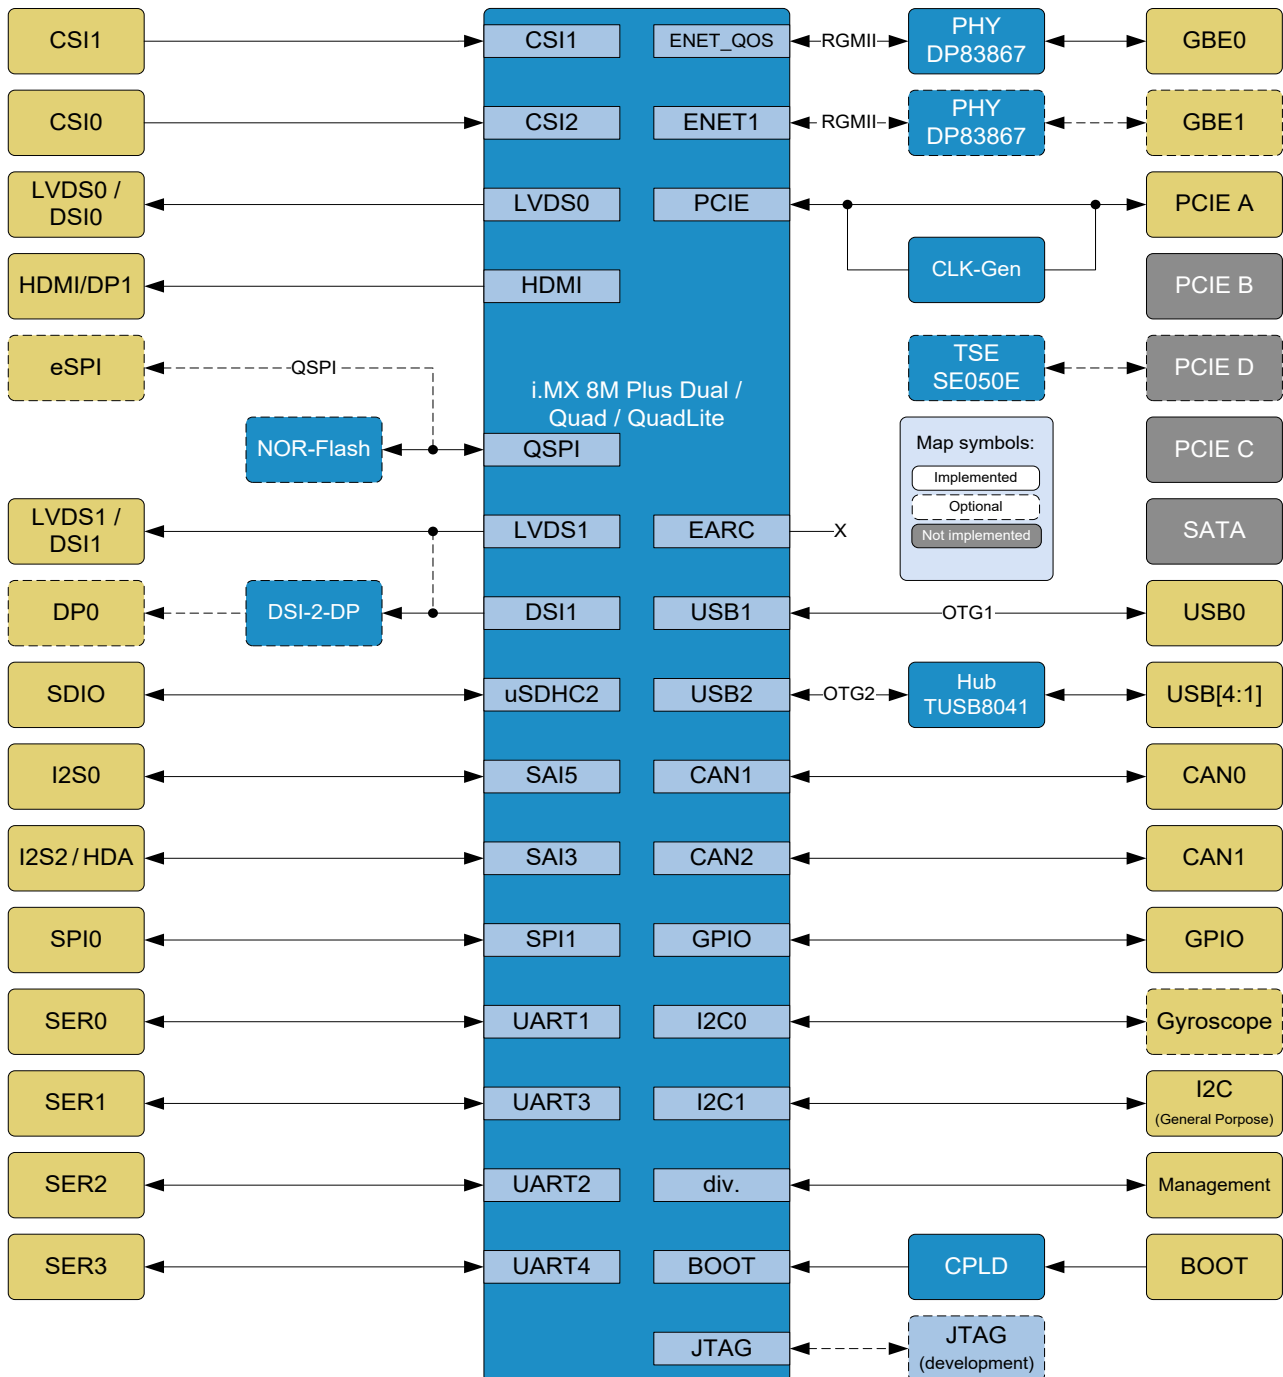 CSI1
CSI1
ENET_QOS
RGMII
PHY
DP83867
GBE0
CSI0
CSI2
ENET1
RGMII
PHY
DP83867
GBE1
LVDS0 /
DSI0
LVDS0
PCIE
PCIE A
HDMI/DP1
HDMI
CLK-Gen
PCIE B
eSPI
QSPI
TSE
SE050E
PCIE D
i.MX 8M Plus Dual /
Quad / QuadLite
NOR-Flash
QSPI
Map symbols:
Implemented
Optional
Not implemented
PCIE C
LVDS1 /
DSI1
LVDS1
EARC
X
SATA
DP0
DSI-2-DP
DSI1
USB1
OTG1
USB0
SDIO
uSDHC2
USB2
OTG2
Hub
TUSB8041
USB[4:1]
I2S0
SAI5
CAN1
CAN0
I2S2 / HDA
SAI3
CAN2
CAN1
SPI0
SPI1
GPIO
GPIO
SER0
UART1
I2C0
Gyroscope
SER1
UART3
I2C1
I2C
(General Porpose)
SER2
UART2
div.
Management
SER3
UART4
BOOT
CPLD
BOOT
JTAG
JTAG
(development)